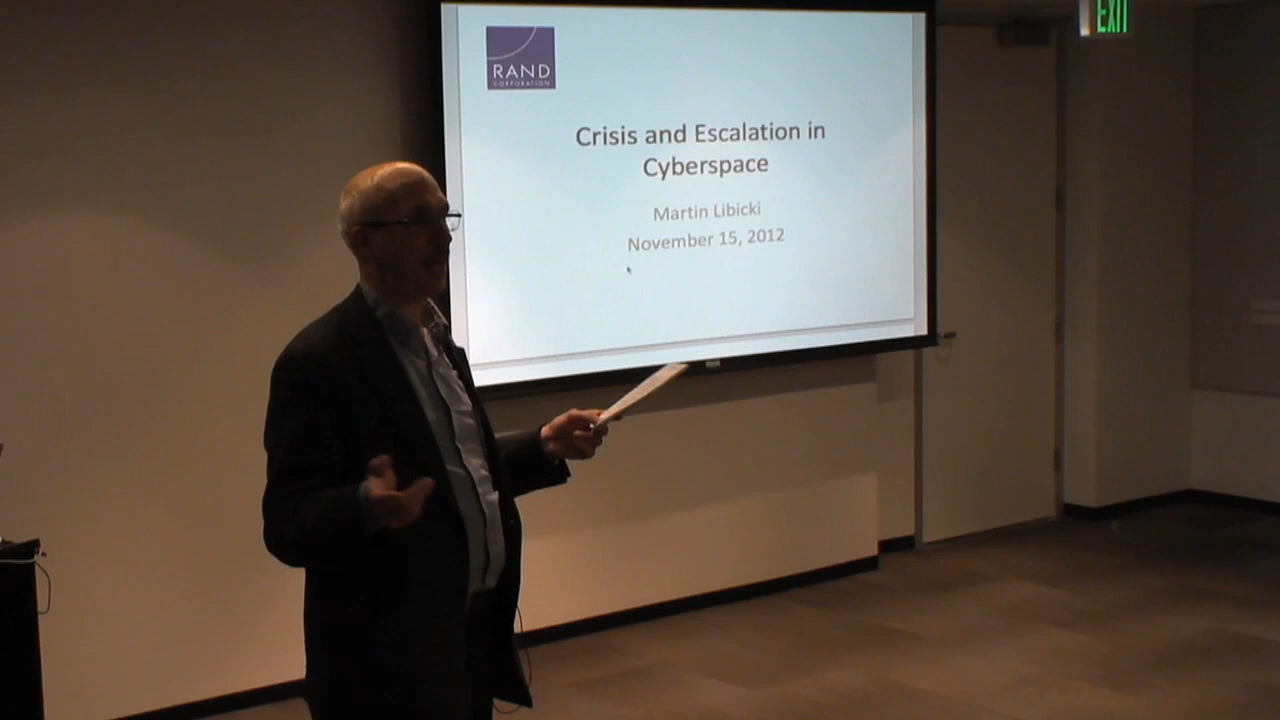 EXIT
RAND
CORPORATION
Crisis and Escalation in
Cyberspace
Martin Libicki
November 15, 2012